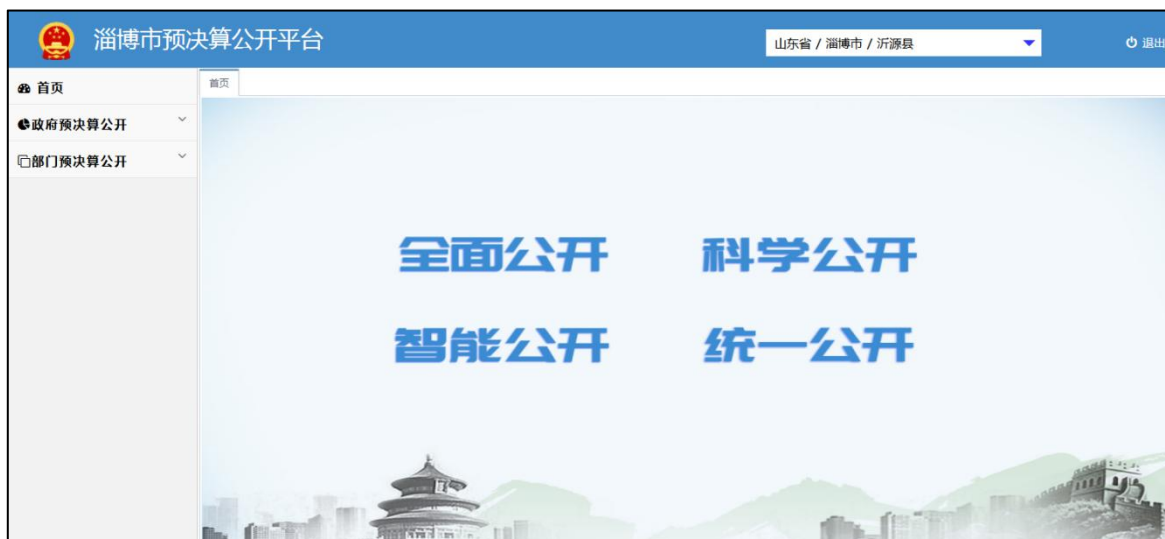 淄博市预决算公开平台
山东省 / 淄博市 / 沂源县
退出
首页
首页
政府预决算公开
部门预决算公开
全面公开 科学公开
智能公开 统一公开